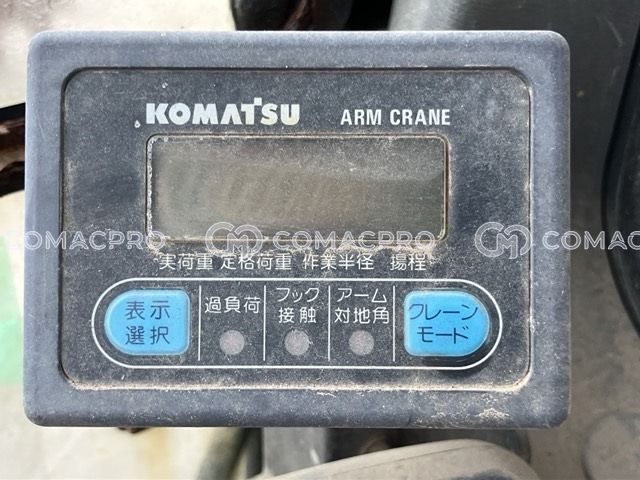 KOMATSU ARM CRANE
COMACPRO COMACPRO COMACPRO
実荷重 定格荷重 作業半径 揚程
表示
選択
過負荷
フック
接触
アーム
対地角
クレーン
モード